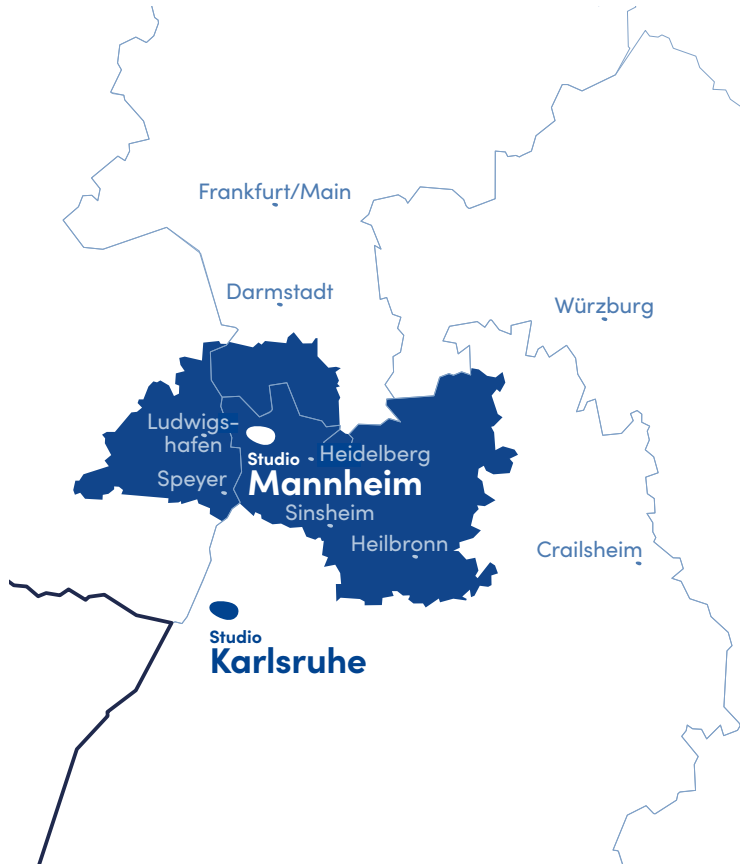 Frankfurt/Main
Darmstadt
Würzburg
Ludwigs-
hafen
Studio
Mannheim
Heidelberg
Speyer
Sinsheim
Heilbronn
Crailsheim
Studio
Karlsruhe